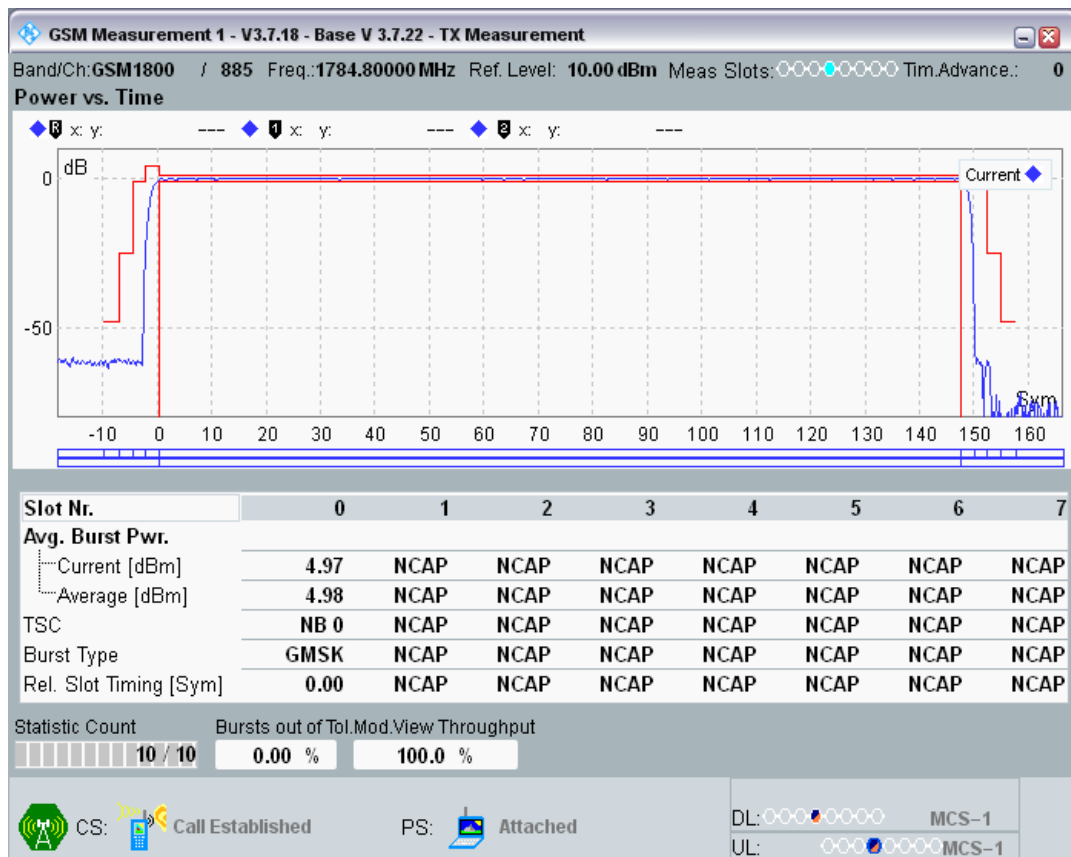 GSM Measurement 1 - V3.7.18 - Base V 3.7.22 - TX Measurement
Band/Ch:GSM1800 / 885 Freq.:1784.80000 MHz Ref. Level: 10.00 dBm Meas Slots: Tim.Advance.: 0
Power vs. Time
R x: y: --- 1 x: y: --- 2 x: y: ---
dB
Current
0
-50
Sym
-10 0 10 20 30 40 50 60 70 80 90 100 110 120 130 140 150 160
Slot Nr. 0 1 2 3 4 5 6 7
Avg. Burst Pwr.
Current [dBm] 4.97 NCAP NCAP NCAP NCAP NCAP NCAP NCAP
Average [dBm] 4.98 NCAP NCAP NCAP NCAP NCAP NCAP NCAP
TSC NB 0 NCAP NCAP NCAP NCAP NCAP NCAP NCAP
Burst Type GMSK NCAP NCAP NCAP NCAP NCAP NCAP NCAP
Rel. Slot Timing [Sym] 0.00 NCAP NCAP NCAP NCAP NCAP NCAP NCAP
Statistic Count Bursts out of Tol.Mod.View Throughput
10 / 10 0.00 % 100.0 %
CS: Call Established PS: Attached
DL: MCS-1
UL: MCS-1